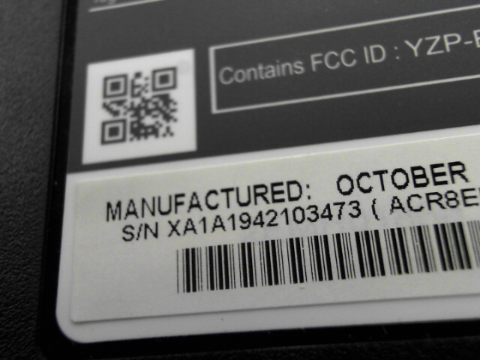 Contains FCC ID : YZP-
MANUFACTURED: OCTOBER
S/N XA1A1942103473 ( ACR8E